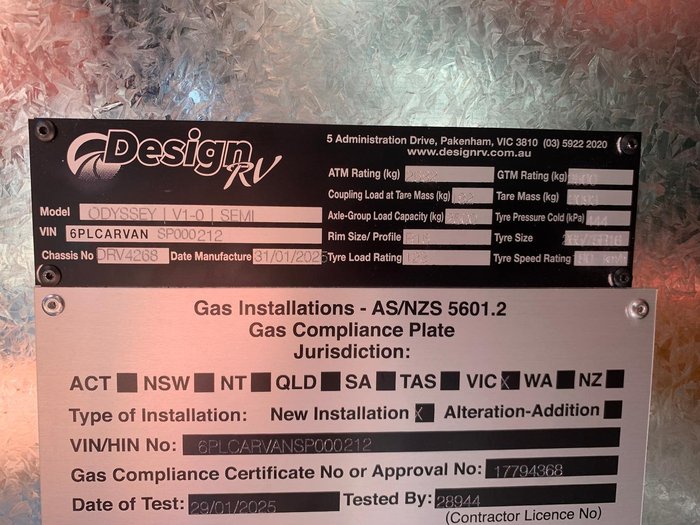 Design RV
5 Administration Drive, Pakenham, VIC 3810 (03) 5922 2020
www.designrv.com.au
ATM Rating (kg) GTM Rating (kg)
Coupling Load at Tare Mass (kg) Tare Mass (kg)
Model ODYSSEY | V1-0 | SEMI Axle-Group Load Capacity (kg) Tyre Pressure Cold (kPa) 444
VIN 6PLCARVAN SP000212 Rim Size/ Profile Tyre Size
Chassis No DRV4268 Date Manufacture 31/01/2025 Tyre Load Rating 123 Tyre Speed Rating
Gas Installations - AS/NZS 5601.2
Gas Compliance Plate
Jurisdiction:
ACT NSW NT QLD SA TAS VIC X WA NZ
Type of Installation: New Installation X Alteration-Addition
VIN/HIN No: 6PLCARVANSP000212
Gas Compliance Certificate No or Approval No: 17794368
Date of Test: 29/01/2025 Tested By: 28944
(Contractor Licence No)